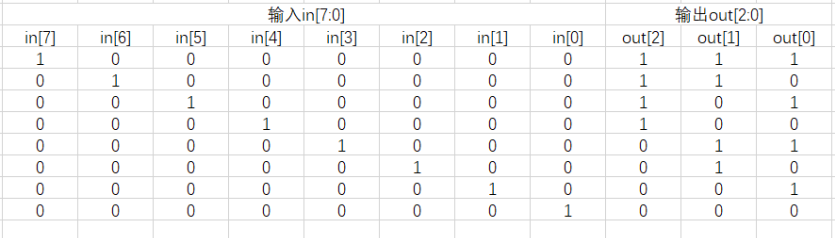 输入in[7:0] 输出out[2:0]
in[7] in[6] in[5] in[4] in[3] in[2] in[1] in[0] out[2] out[1] out[0]
1 0 0 0 0 0 0 0 1 1 1
0 1 0 0 0 0 0 0 1 1 0
0 0 1 0 0 0 0 0 1 0 1
0 0 0 1 0 0 0 0 1 0 0
0 0 0 0 1 0 0 0 0 1 1
0 0 0 0 0 1 0 0 0 1 0
0 0 0 0 0 0 1 0 0 0 1
0 0 0 0 0 0 0 1 0 0 0